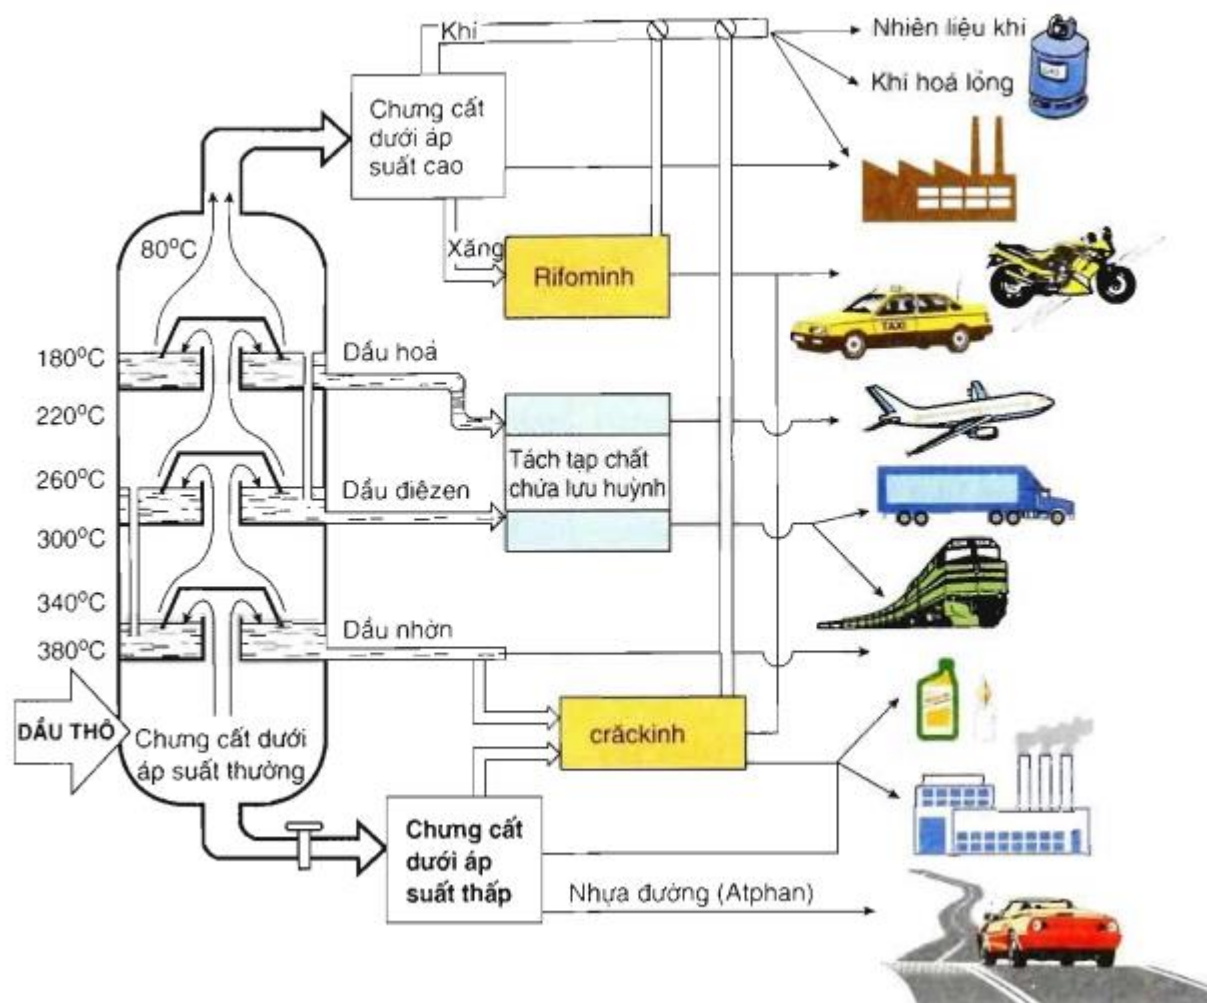 Khí
Nhiên liệu khí
Khí hoá lỏng
GAS
Chưng cất
dưới áp
suất cao
80°C
Xăng
Rifominh
TAXI
180°C
Dầu hoả
220°C
Tách tạp chất
chứa lưu huỳnh
260°C
Dầu điêzen
300°C
340°C
Dầu nhờn
380°C
DẦU THÔ
Chưng cất dưới
áp suất thường
crăckinh
Chưng cất
dưới áp
suất thấp
Nhựa đường (Atphan)